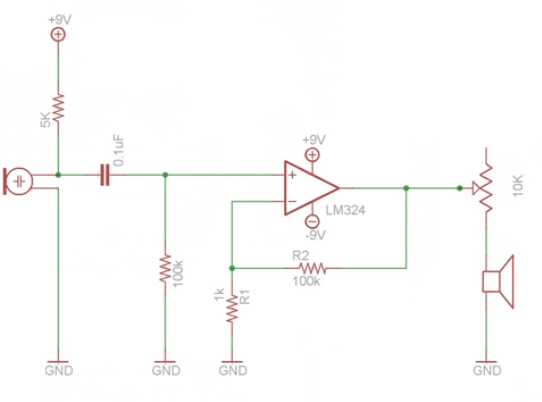 +9V
5K
0.1uF
+
+9V
+
-
LM324
-9V
10K
R2
100k
100k
1k
R1
GND
GND
GND
GND